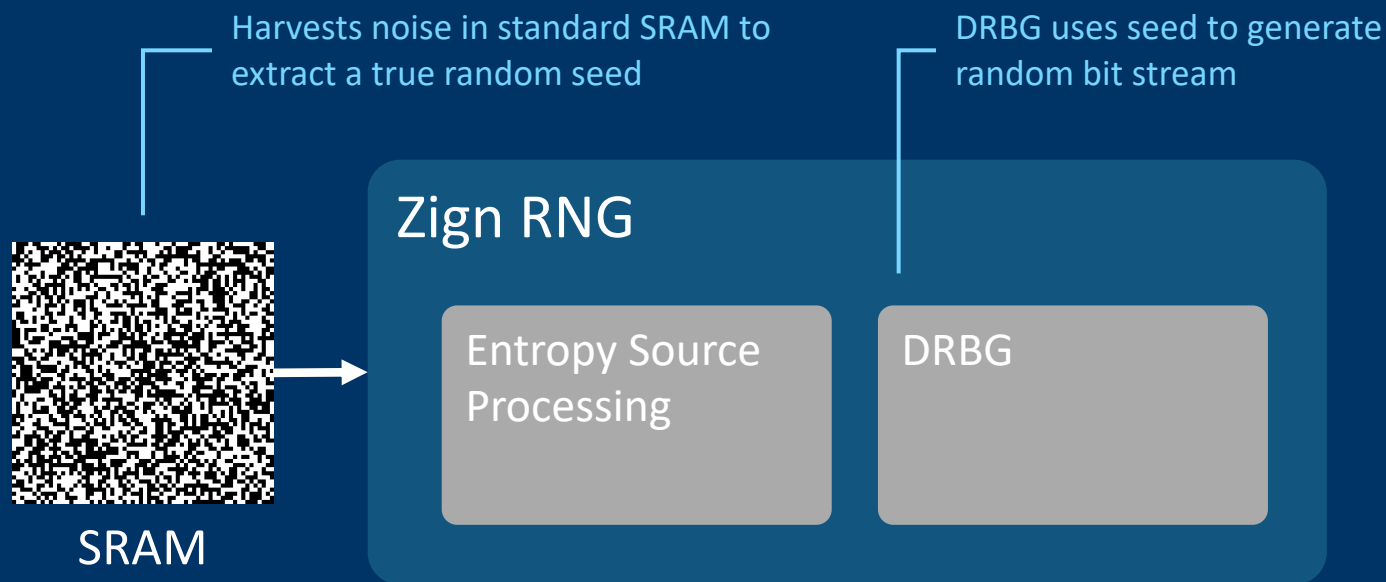 Harvests noise in standard SRAM to
extract a true random seed
DRBG uses seed to generate
random bit stream
Zign RNG
Entropy Source
Processing
DRBG
SRAM